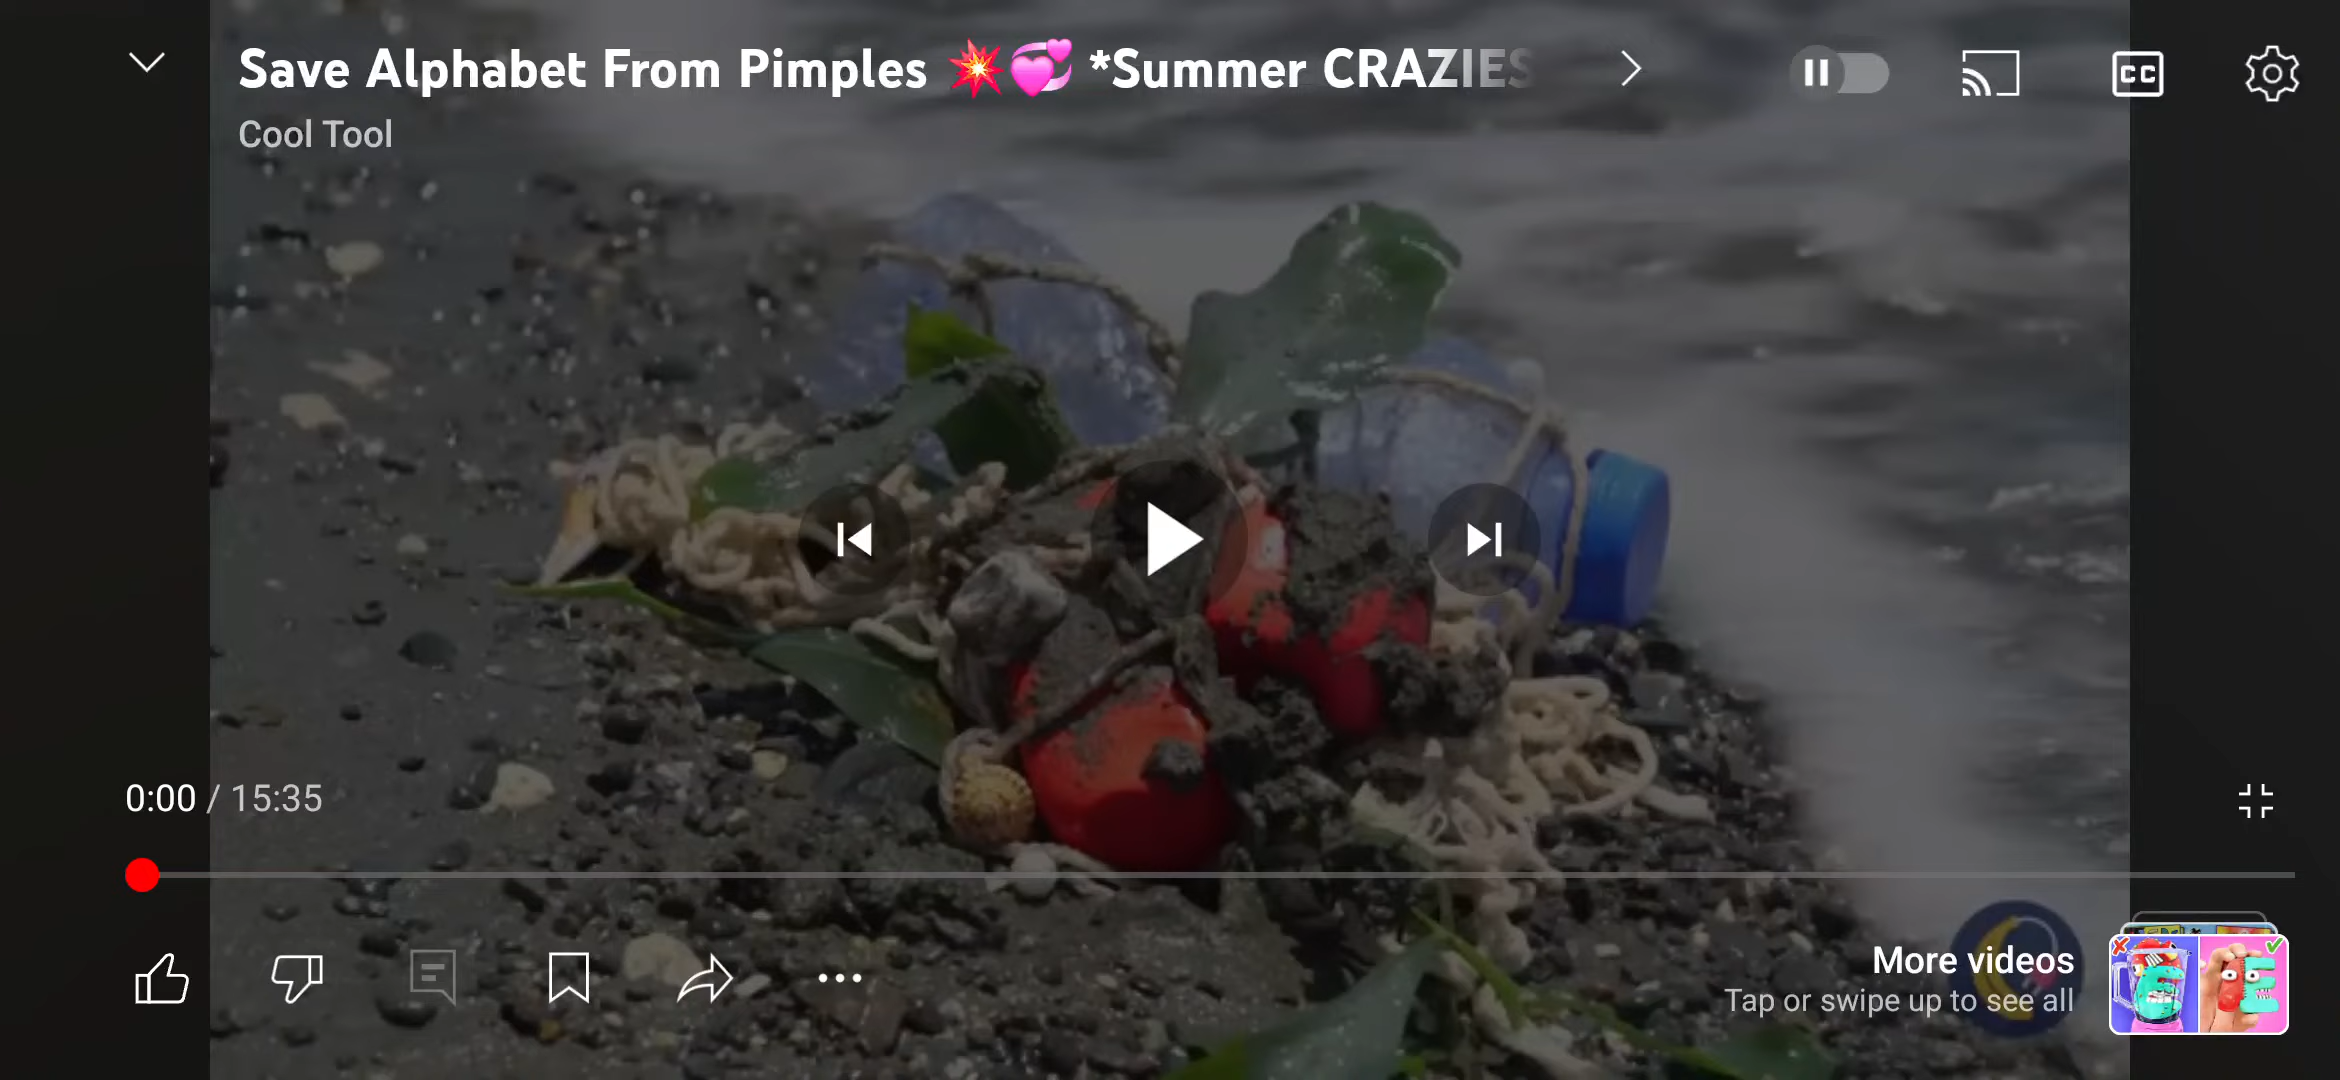 Save Alphabet From Pimples 💥💞 *Summer CRAZIES
Cool Tool
CC
0:00 / 15:35
More videos
Tap or swipe up to see all